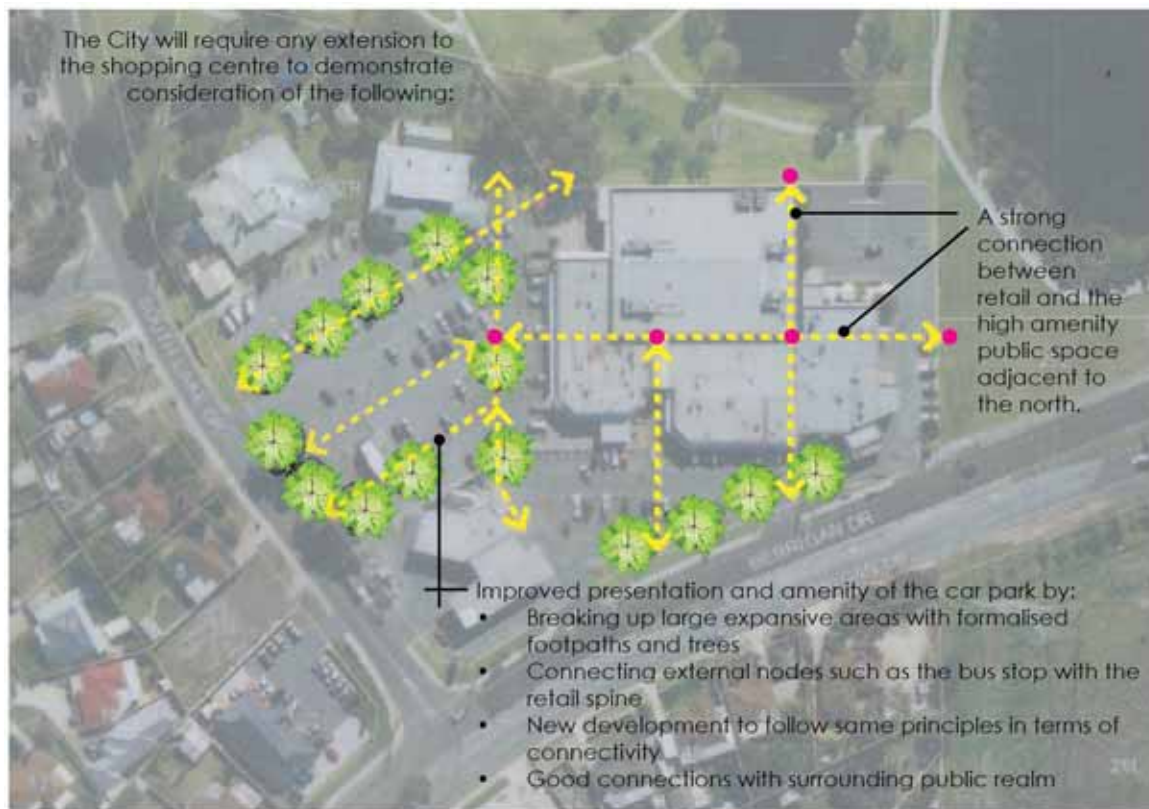 The City will require any extension to
the shopping centre to demonstrate
consideration of the following:
A strong
connection
between
retail and the
high amenity
public space
adjacent to
the north.
BERRIGAN DR
Improved presentation and amenity of the car park by:
• Breaking up large expansive areas with formalised
footpaths and trees
• Connecting external nodes such as the bus stop with the
retail spine
• New development to follow same principles in terms of
connectivity
• Good connections with surrounding public realm